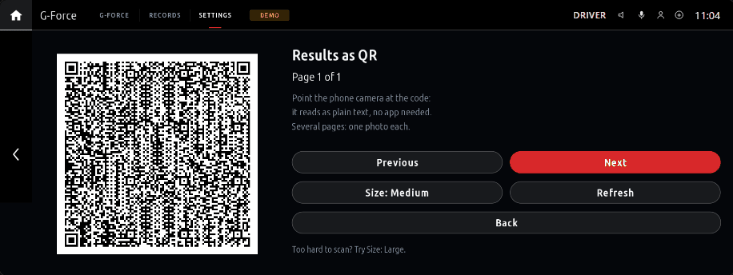 G-Force
G-FORCE RECORDS SETTINGS DEMO
DRIVER 11:04
Results as QR
Page 1 of 1
Point the phone camera at the code:
it reads as plain text, no app needed.
Several pages: one photo each.
Previous Next
Size: Medium Refresh
Back
Too hard to scan? Try Size: Large.